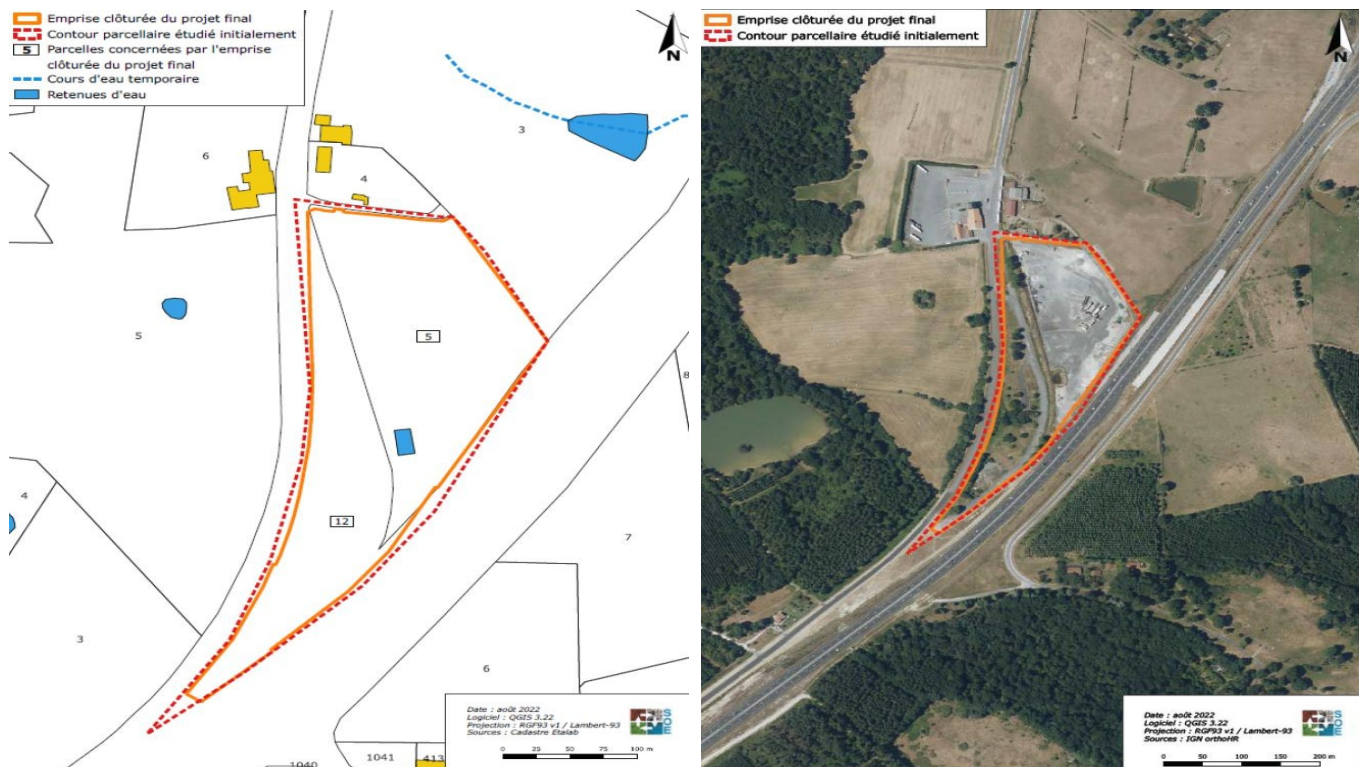 Emprise clôturée du projet final
Contour parcellaire étudié initialement
5 Parcelles concernées par l'emprise
clôturée du projet final
Cours d'eau temporaire
Retenues d'eau
N
3
6
4
5
5
8
4
12
7
3
6
1041
413
1040
Date : août 2022
Logiciel : QGIS 3.22
Projection : RGF93 v1 / Lambert-93
Sources : Cadastre Etalab
SOE
0 25 50 75 100 m
Emprise clôturée du projet final
Contour parcellaire étudié initialement
N
Date : août 2022
Logiciel : QGIS 3.22
Projection : RGF93 v1 / Lambert-93
Sources : IGN orthoHR
SOE
0 50 100 150 200 m